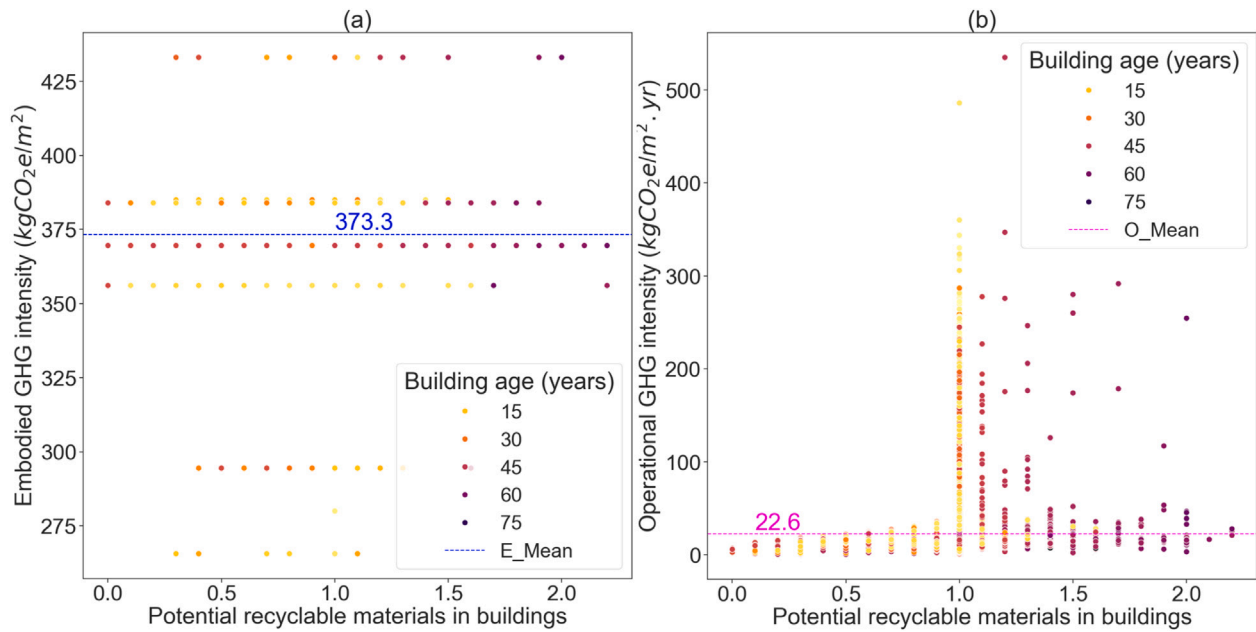 (a)
Embodied GHG intensity (kgCO₂e/m²)
425
400
375
350
325
300
275
373.3
Building age (years)
15
30
45
60
75
E_Mean
0.0 0.5 1.0 1.5 2.0
Potential recyclable materials in buildings
(b)
Operational GHG intensity (kgCO₂e/m². yr)
500
400
300
200
100
0
22.6
Building age (years)
15
30
45
60
75
O_Mean
0.0 0.5 1.0 1.5 2.0
Potential recyclable materials in buildings